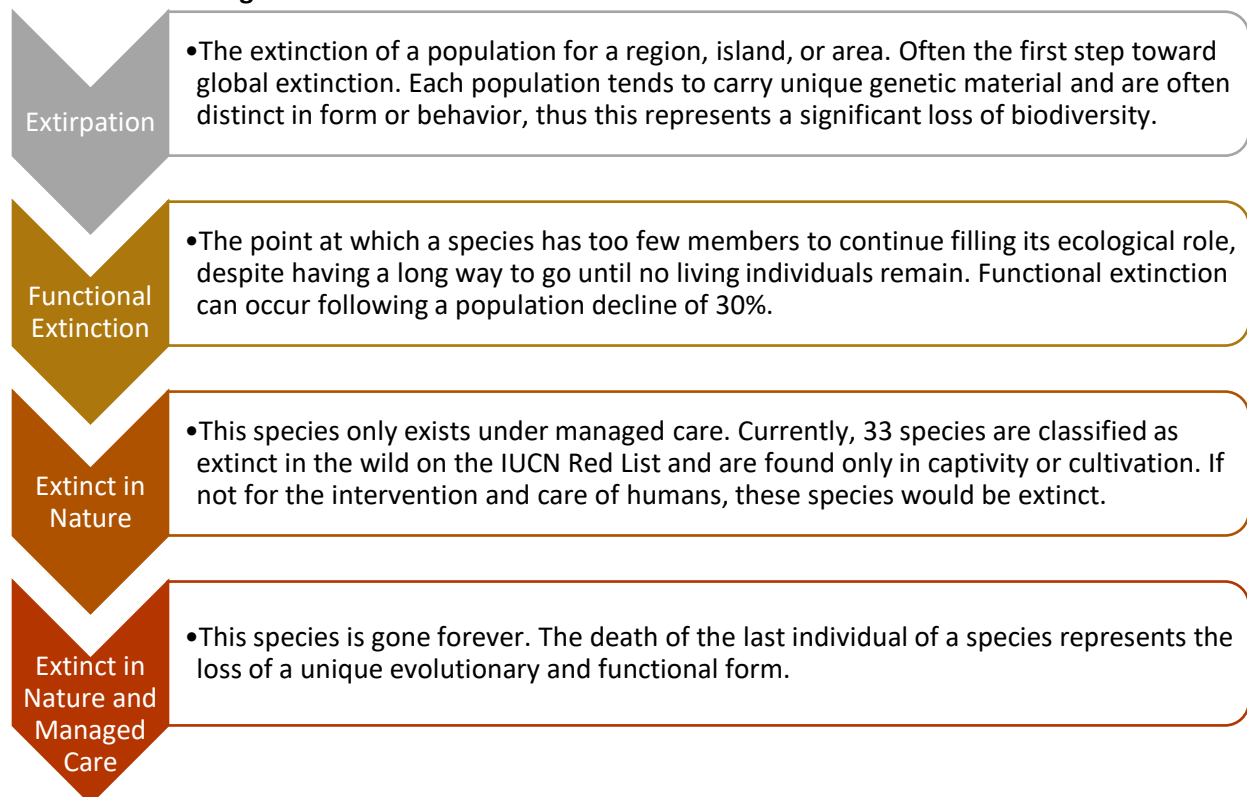 Extirpation
•The extinction of a population for a region, island, or area. Often the first step toward
global extinction. Each population tends to carry unique genetic material and are often
distinct in form or behavior, thus this represents a significant loss of biodiversity.
Functional
Extinction
•The point at which a species has too few members to continue filling its ecological role,
despite having a long way to go until no living individuals remain. Functional extinction
can occur following a population decline of 30%.
Extinct in
Nature
•This species only exists under managed care. Currently, 33 species are classified as
extinct in the wild on the IUCN Red List and are found only in captivity or cultivation. If
not for the intervention and care of humans, these species would be extinct.
Extinct in
Nature and
Managed
Care
•This species is gone forever. The death of the last individual of a species represents the
loss of a unique evolutionary and functional form.